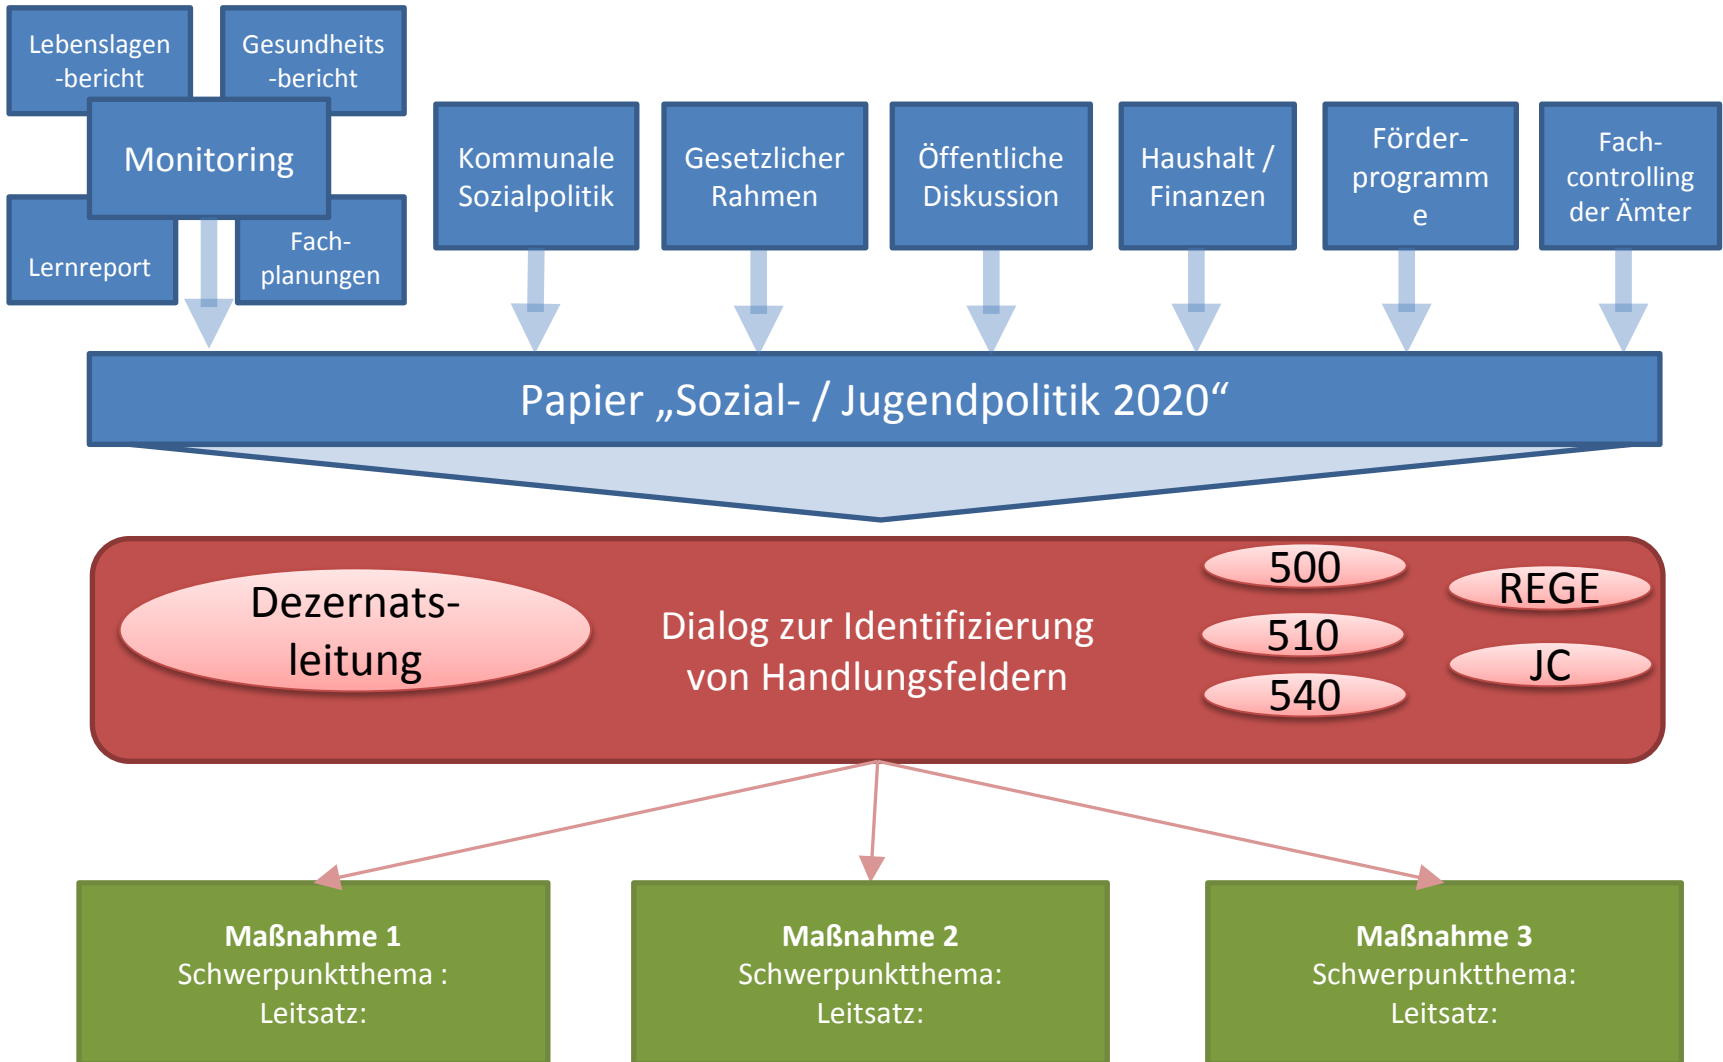 Lebenslagen
-bericht
Gesundheits
-bericht
Monitoring
Lernreport
Fach-
planungen
Kommunale
Sozialpolitik
Gesetzlicher
Rahmen
Öffentliche
Diskussion
Haushalt /
Finanzen
Förder-
programm
e
Fach-
controlling
der Ämter
Papier „Sozial- / Jugendpolitik 2020“
Dezernats-
leitung
Dialog zur Identifizierung
von Handlungsfeldern
500
510
540
REGE
JC
Maßnahme 1
Schwerpunktthema :
Leitsatz:
Maßnahme 2
Schwerpunktthema:
Leitsatz:
Maßnahme 3
Schwerpunktthema:
Leitsatz: